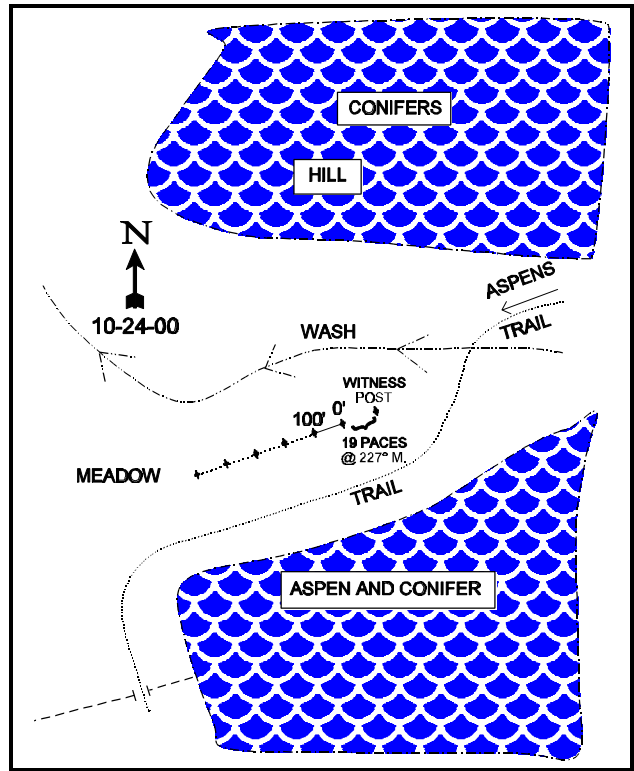 CONIFERS
HILL
N
10-24-00
ASPENS
TRAIL
WASH
WITNESS
POST
0'
100'
19 PACES
@ 227° M.
MEADOW
TRAIL
ASPEN AND CONIFER